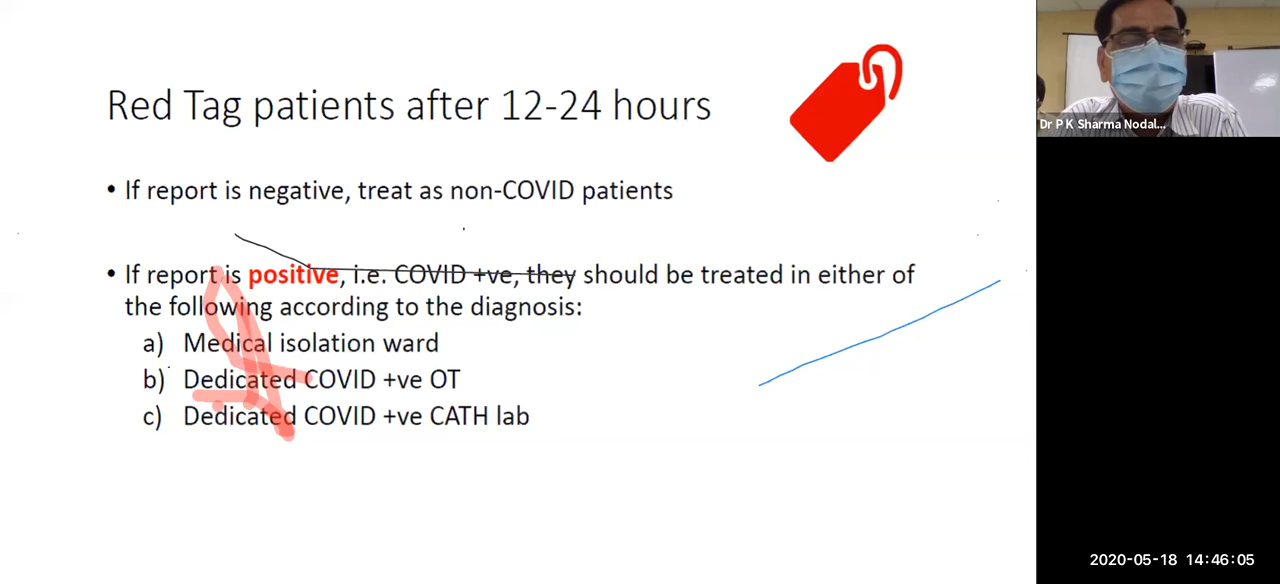 Red Tag patients after 12-24 hours
• If report is negative, treat as non-COVID patients
• If report is positive, i.e. COVID +ve, they should be treated in either of
the following according to the diagnosis:
a) Medical isolation ward
b) Dedicated COVID +ve OT
c) Dedicated COVID +ve CATH lab
Dr P K Sharma Nodal...
2020-05-18 14:46:05